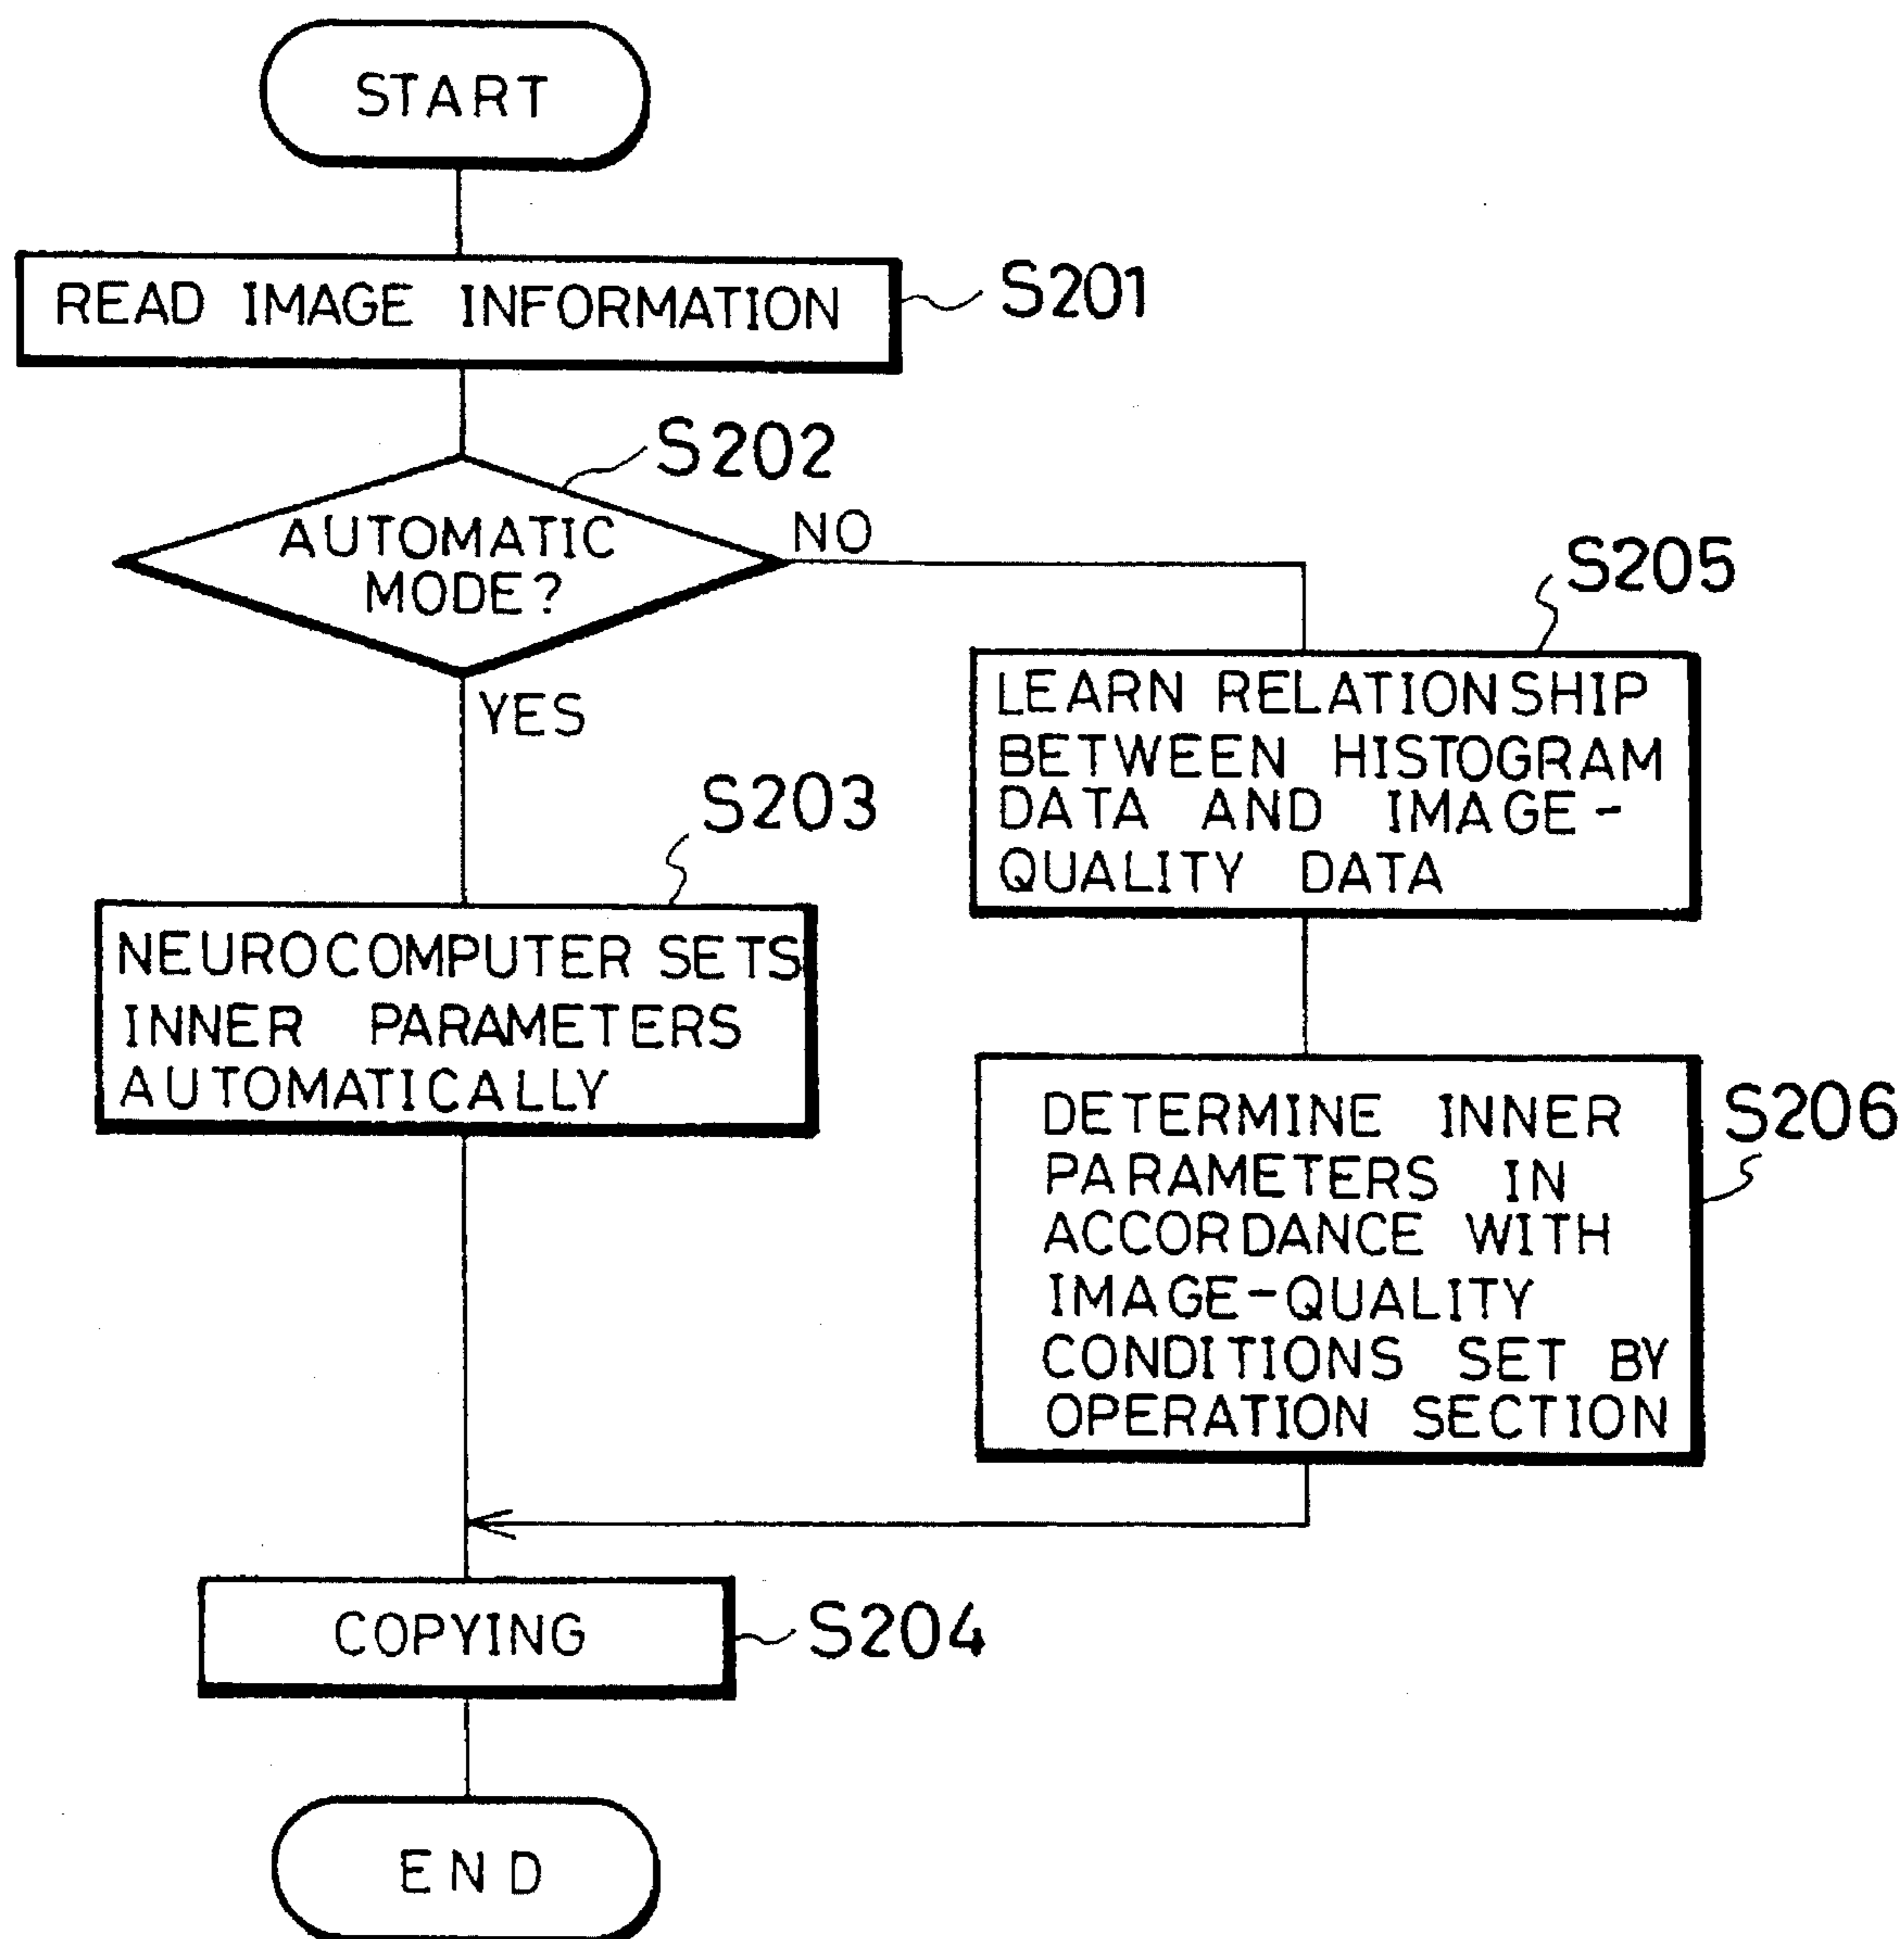 START
READ IMAGE INFORMATION
S201
S202
AUTOMATIC
MODE?
NO
YES
S203
NEUROCOMPUTER SETS
INNER PARAMETERS
AUTOMATICALLY
S205
LEARN RELATIONSHIP
BETWEEN HISTOGRAM
DATA AND IMAGE-
QUALITY DATA
DETERMINE INNER
PARAMETERS IN
ACCORDANCE WITH
IMAGE-QUALITY
CONDITIONS SET BY
OPERATION SECTION
S206
COPYING
S204
END